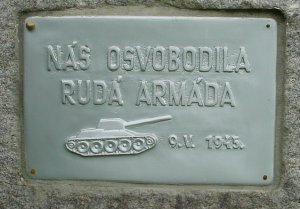 NÁS OSVOBODILA
RUDÁ ARMÁDA
9. V. 1945.